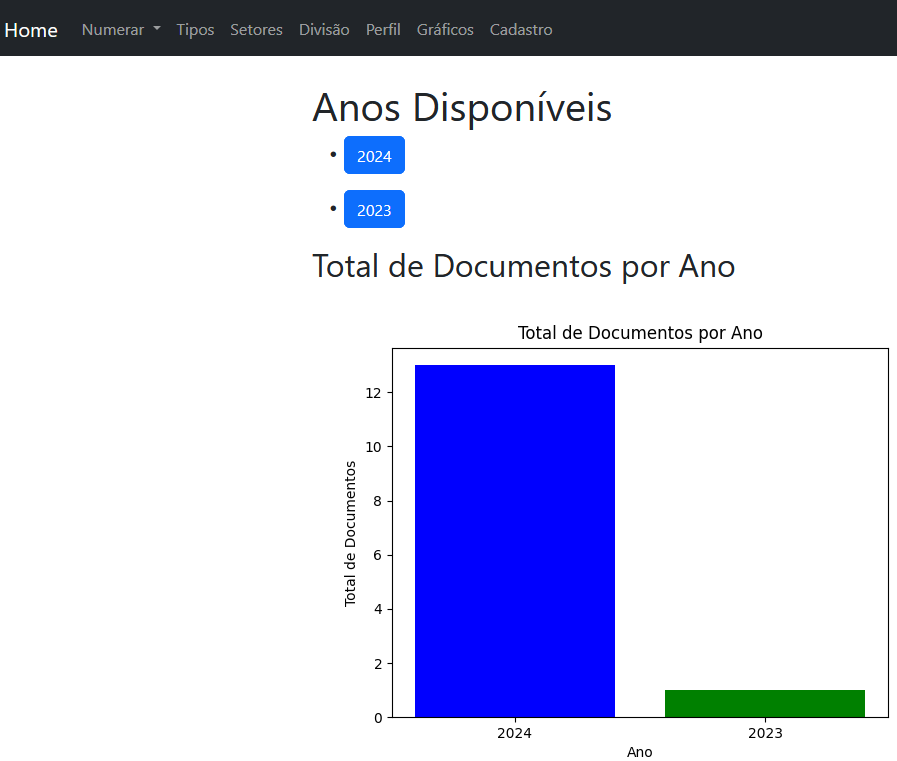 Home Numerar Tipos Setores Divisão Perfil Gráficos Cadastro
Anos Disponíveis
2024
2023
Total de Documentos por Ano
Total de Documentos por Ano
Total de Documentos
12
10
8
6
4
2
0
2024 2023
Ano